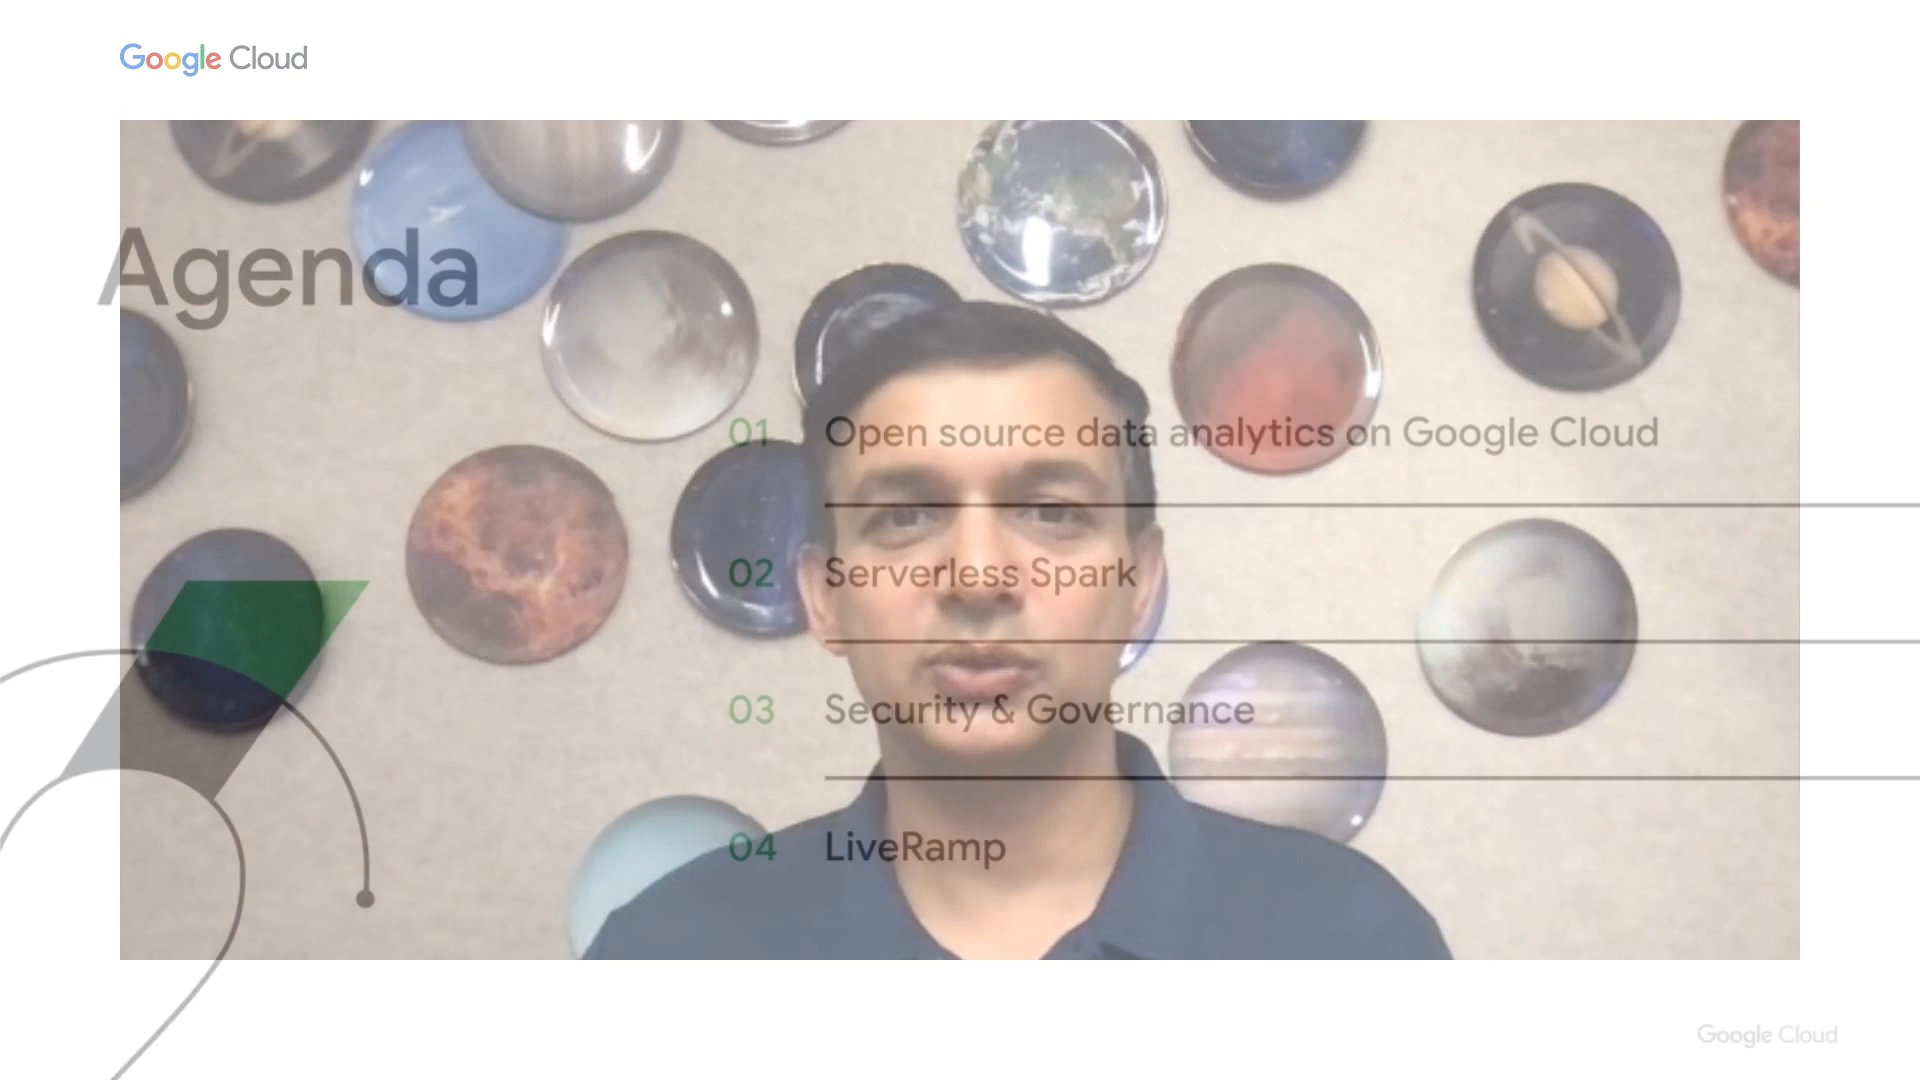 Google Cloud
Agenda
01 Open source data analytics on Google Cloud
02 Serverless Spark
03 Security & Governance
04 LiveRamp
Google Cloud